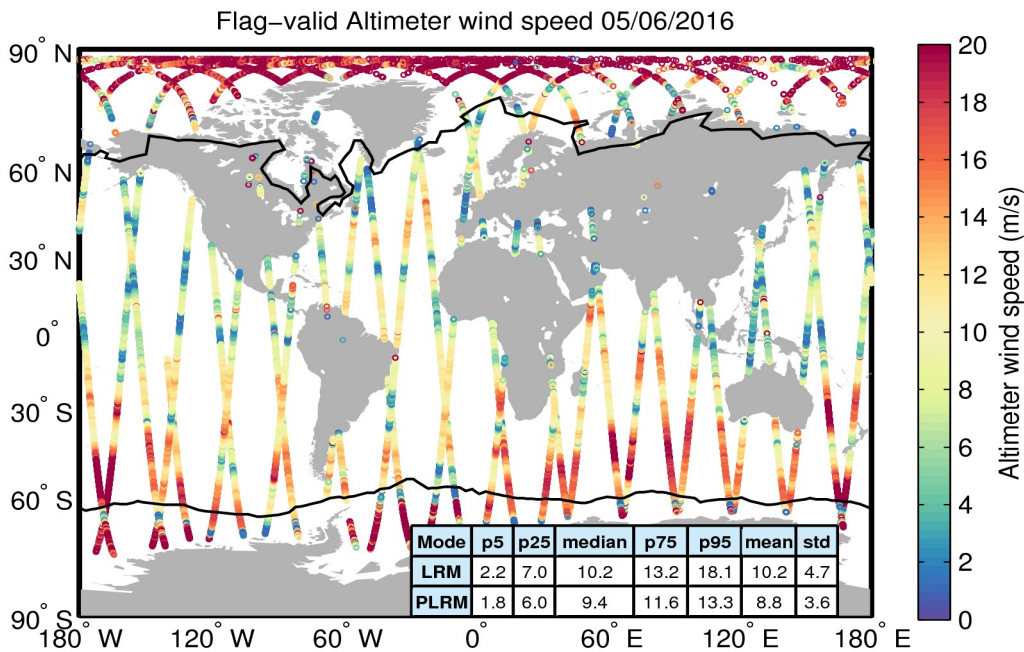 Flag−valid Altimeter wind speed 05/06/2016
90° N
60° N
30° N
0°
30° S
60° S
90° S
180° W
120° W
60° W
0°
60° E
120° E
180° E
Mode p5 p25 median p75 p95 mean std
LRM 2.2 7.0 10.2 13.2 18.1 10.2 4.7
PLRM 1.8 6.0 9.4 11.6 13.3 8.8 3.6
20
18
16
14
12
10
8
6
4
2
0
Altimeter wind speed (m/s)